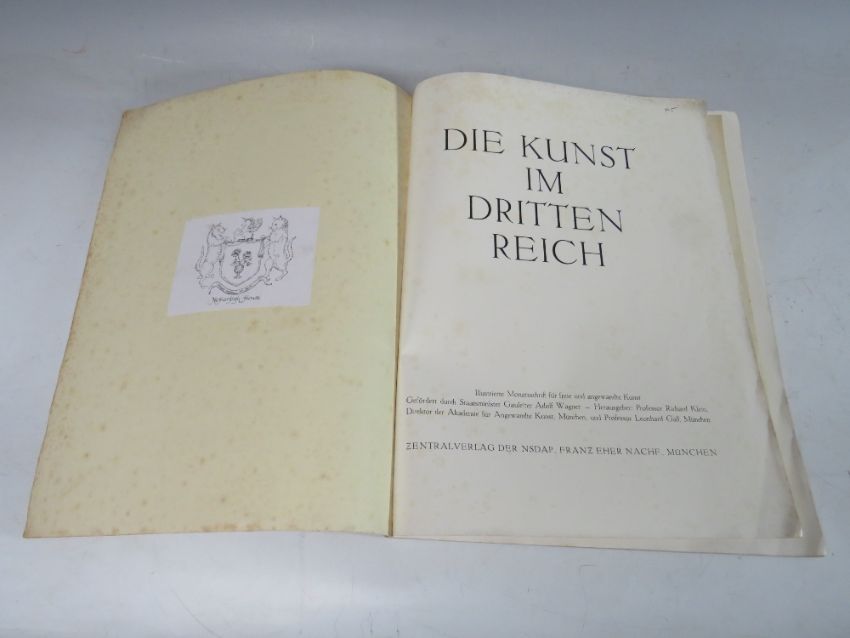 DIE KUNST
IM
DRITTEN
REICH
Illustrierte Monatsschrift für freie und angewandte Kunst
Gefördert durch Staatsminister Gauleiter Adolf Wagner – Herausgeber: Professor Richard Klein,
Direktor der Akademie für Angewandte Kunst, München, und Professor Leonhard Gall, München
ZENTRALVERLAG DER NSDAP. FRANZ EHER NACHF. MÜNCHEN